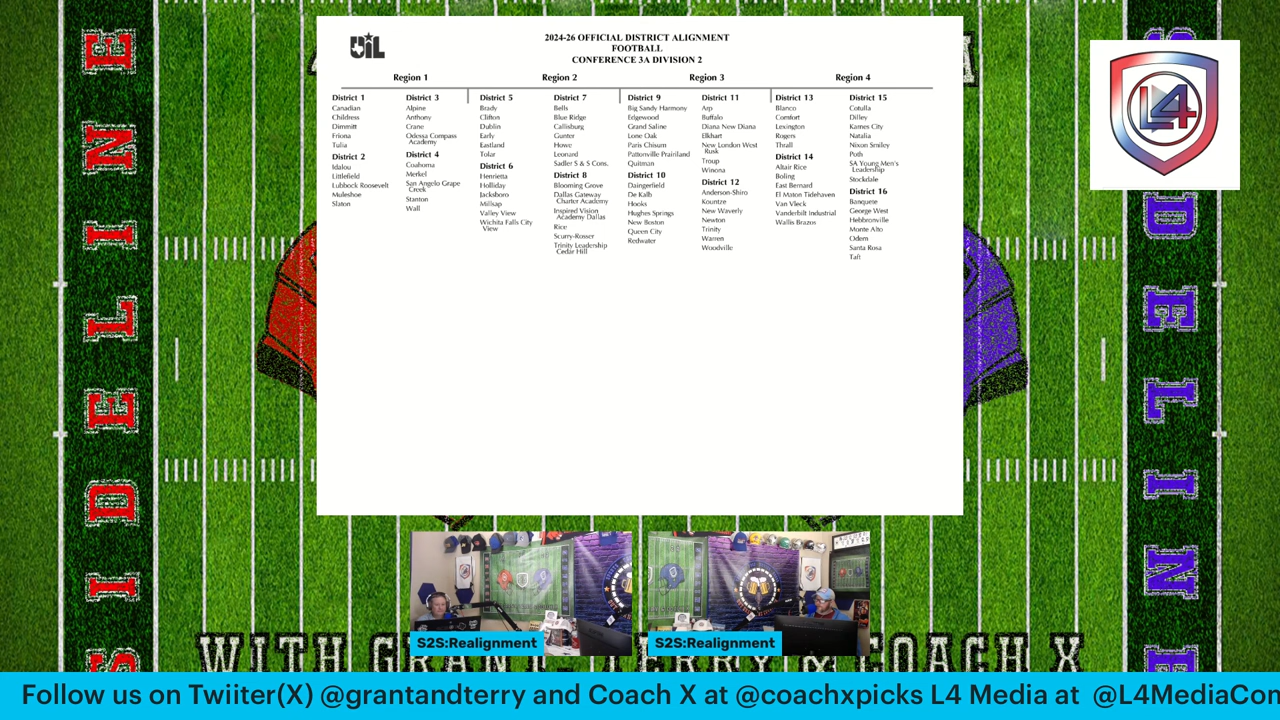 UIL
2024-26 OFFICIAL DISTRICT ALIGNMENT
FOOTBALL
CONFERENCE 3A DIVISION 2
Region 1
Region 2
Region 3
Region 4
District 1
Canadian
Childress
Dimmitt
Friona
Tulia
District 2
Idalou
Littlefield
Lubbock Roosevelt
Muleshoe
Slaton
District 3
Alpine
Anthony
Crane
Odessa Compass
Academy
District 4
Coahoma
Merkel
San Angelo Grape
Creek
Stanton
Wall
District 5
Brady
Clifton
Dublin
Early
Eastland
Tolar
District 6
Henrietta
Holliday
Jacksboro
Millsap
Valley View
Wichita Falls City
View
District 7
Bells
Blue Ridge
Callisburg
Gunter
Howe
Leonard
Sadler S & S Cons.
District 8
Blooming Grove
Dallas Gateway
Charter Academy
Inspired Vision
Academy Dallas
Rice
Scurry-Rosser
Trinity Leadership
Cedar Hill
District 9
Big Sandy Harmony
Edgewood
Grand Saline
Lone Oak
Paris Chisum
Pattonville Prairiland
Quitman
District 10
Daingerfield
De Kalb
Hooks
Hughes Springs
New Boston
Queen City
Redwater
District 11
Arp
Buffalo
Diana New Diana
Elkhart
New London West
Rusk
Troup
Winona
District 12
Anderson-Shiro
Kountze
New Waverly
Newton
Trinity
Warren
Woodville
District 13
Blanco
Comfort
Lexington
Rogers
Thrall
District 14
Altair Rice
Boling
East Bernard
El Maton Tidehaven
Van Vleck
Vanderbilt Industrial
Wallis Brazos
District 15
Cotulla
Dilley
Karnes City
Natalia
Nixon Smiley
Poth
SA Young Men's
Leadership
Stockdale
District 16
Banquete
George West
Hebbronville
Monte Alto
Odem
Santa Rosa
Taft
L4
SIDELINE
SIDELINE
S2S:Realignment
S2S:Realignment
WITH GRANT, TERRY & COACH X
Follow us on Twiiter(X) @grantandterry and Coach X at @coachxpicks L4 Media at @L4MediaCom